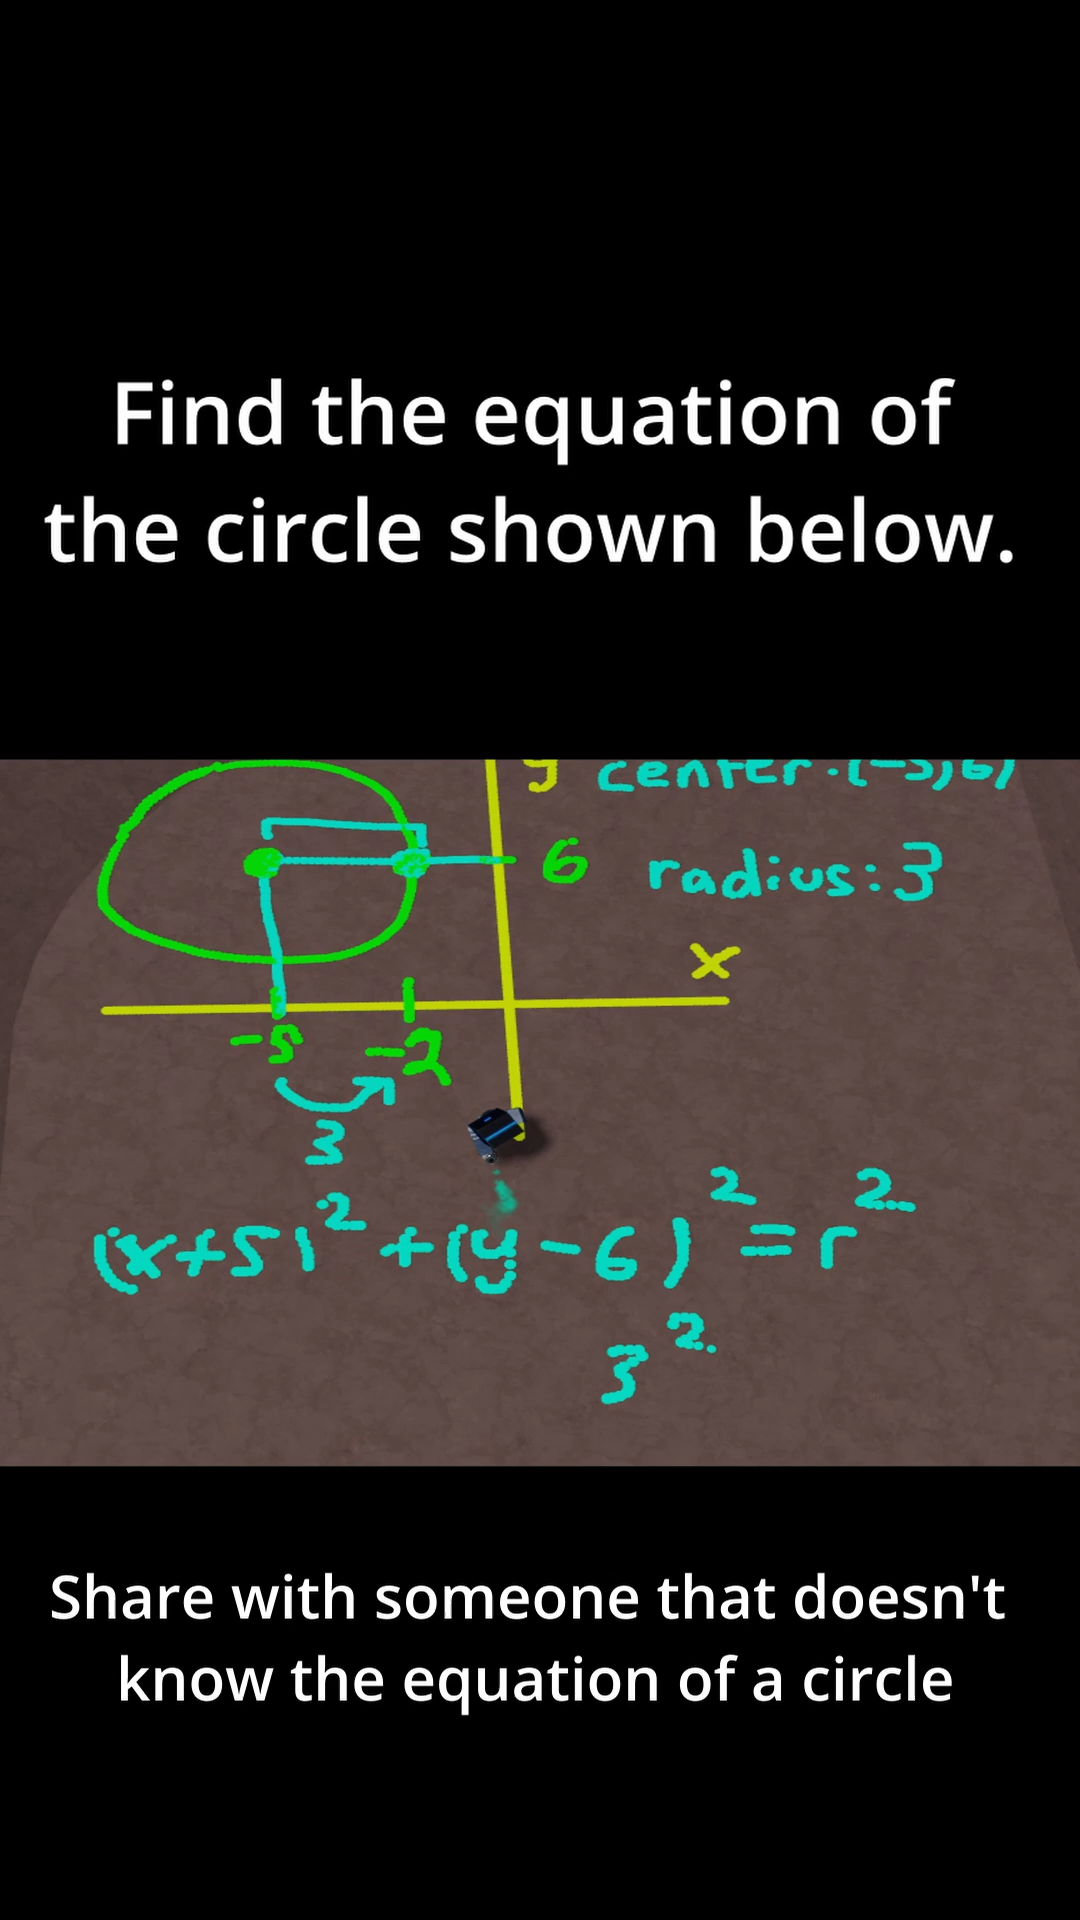 Find the equation of
the circle shown below.
y center:(-5,6)
6 radius:3
x
-5 -2
3
(x+5)²+(y-6)²=r²
3²
Share with someone that doesn't
know the equation of a circle